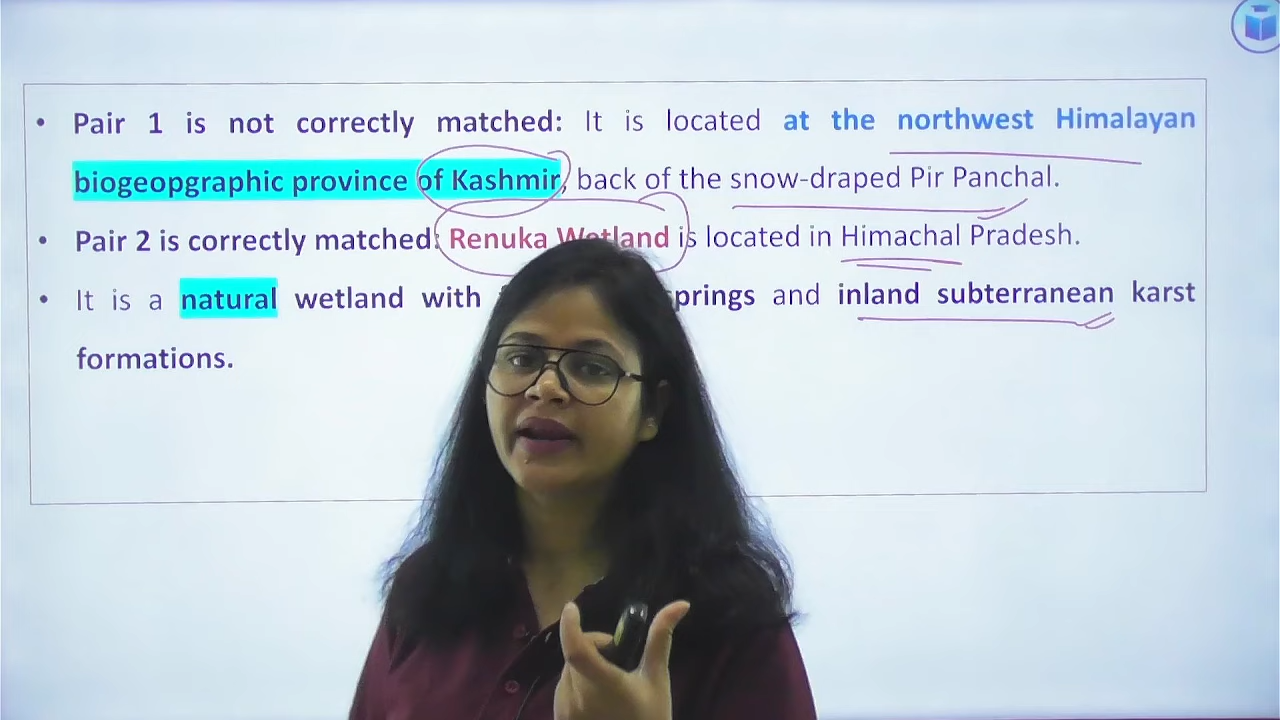 • Pair 1 is not correctly matched: It is located at the northwest Himalayan
biogeopgraphic province of Kashmir, back of the snow-draped Pir Panchal.
• Pair 2 is correctly matched: Renuka Wetland is located in Himachal Pradesh.
• It is a natural wetland with prings and inland subterranean karst
formations.